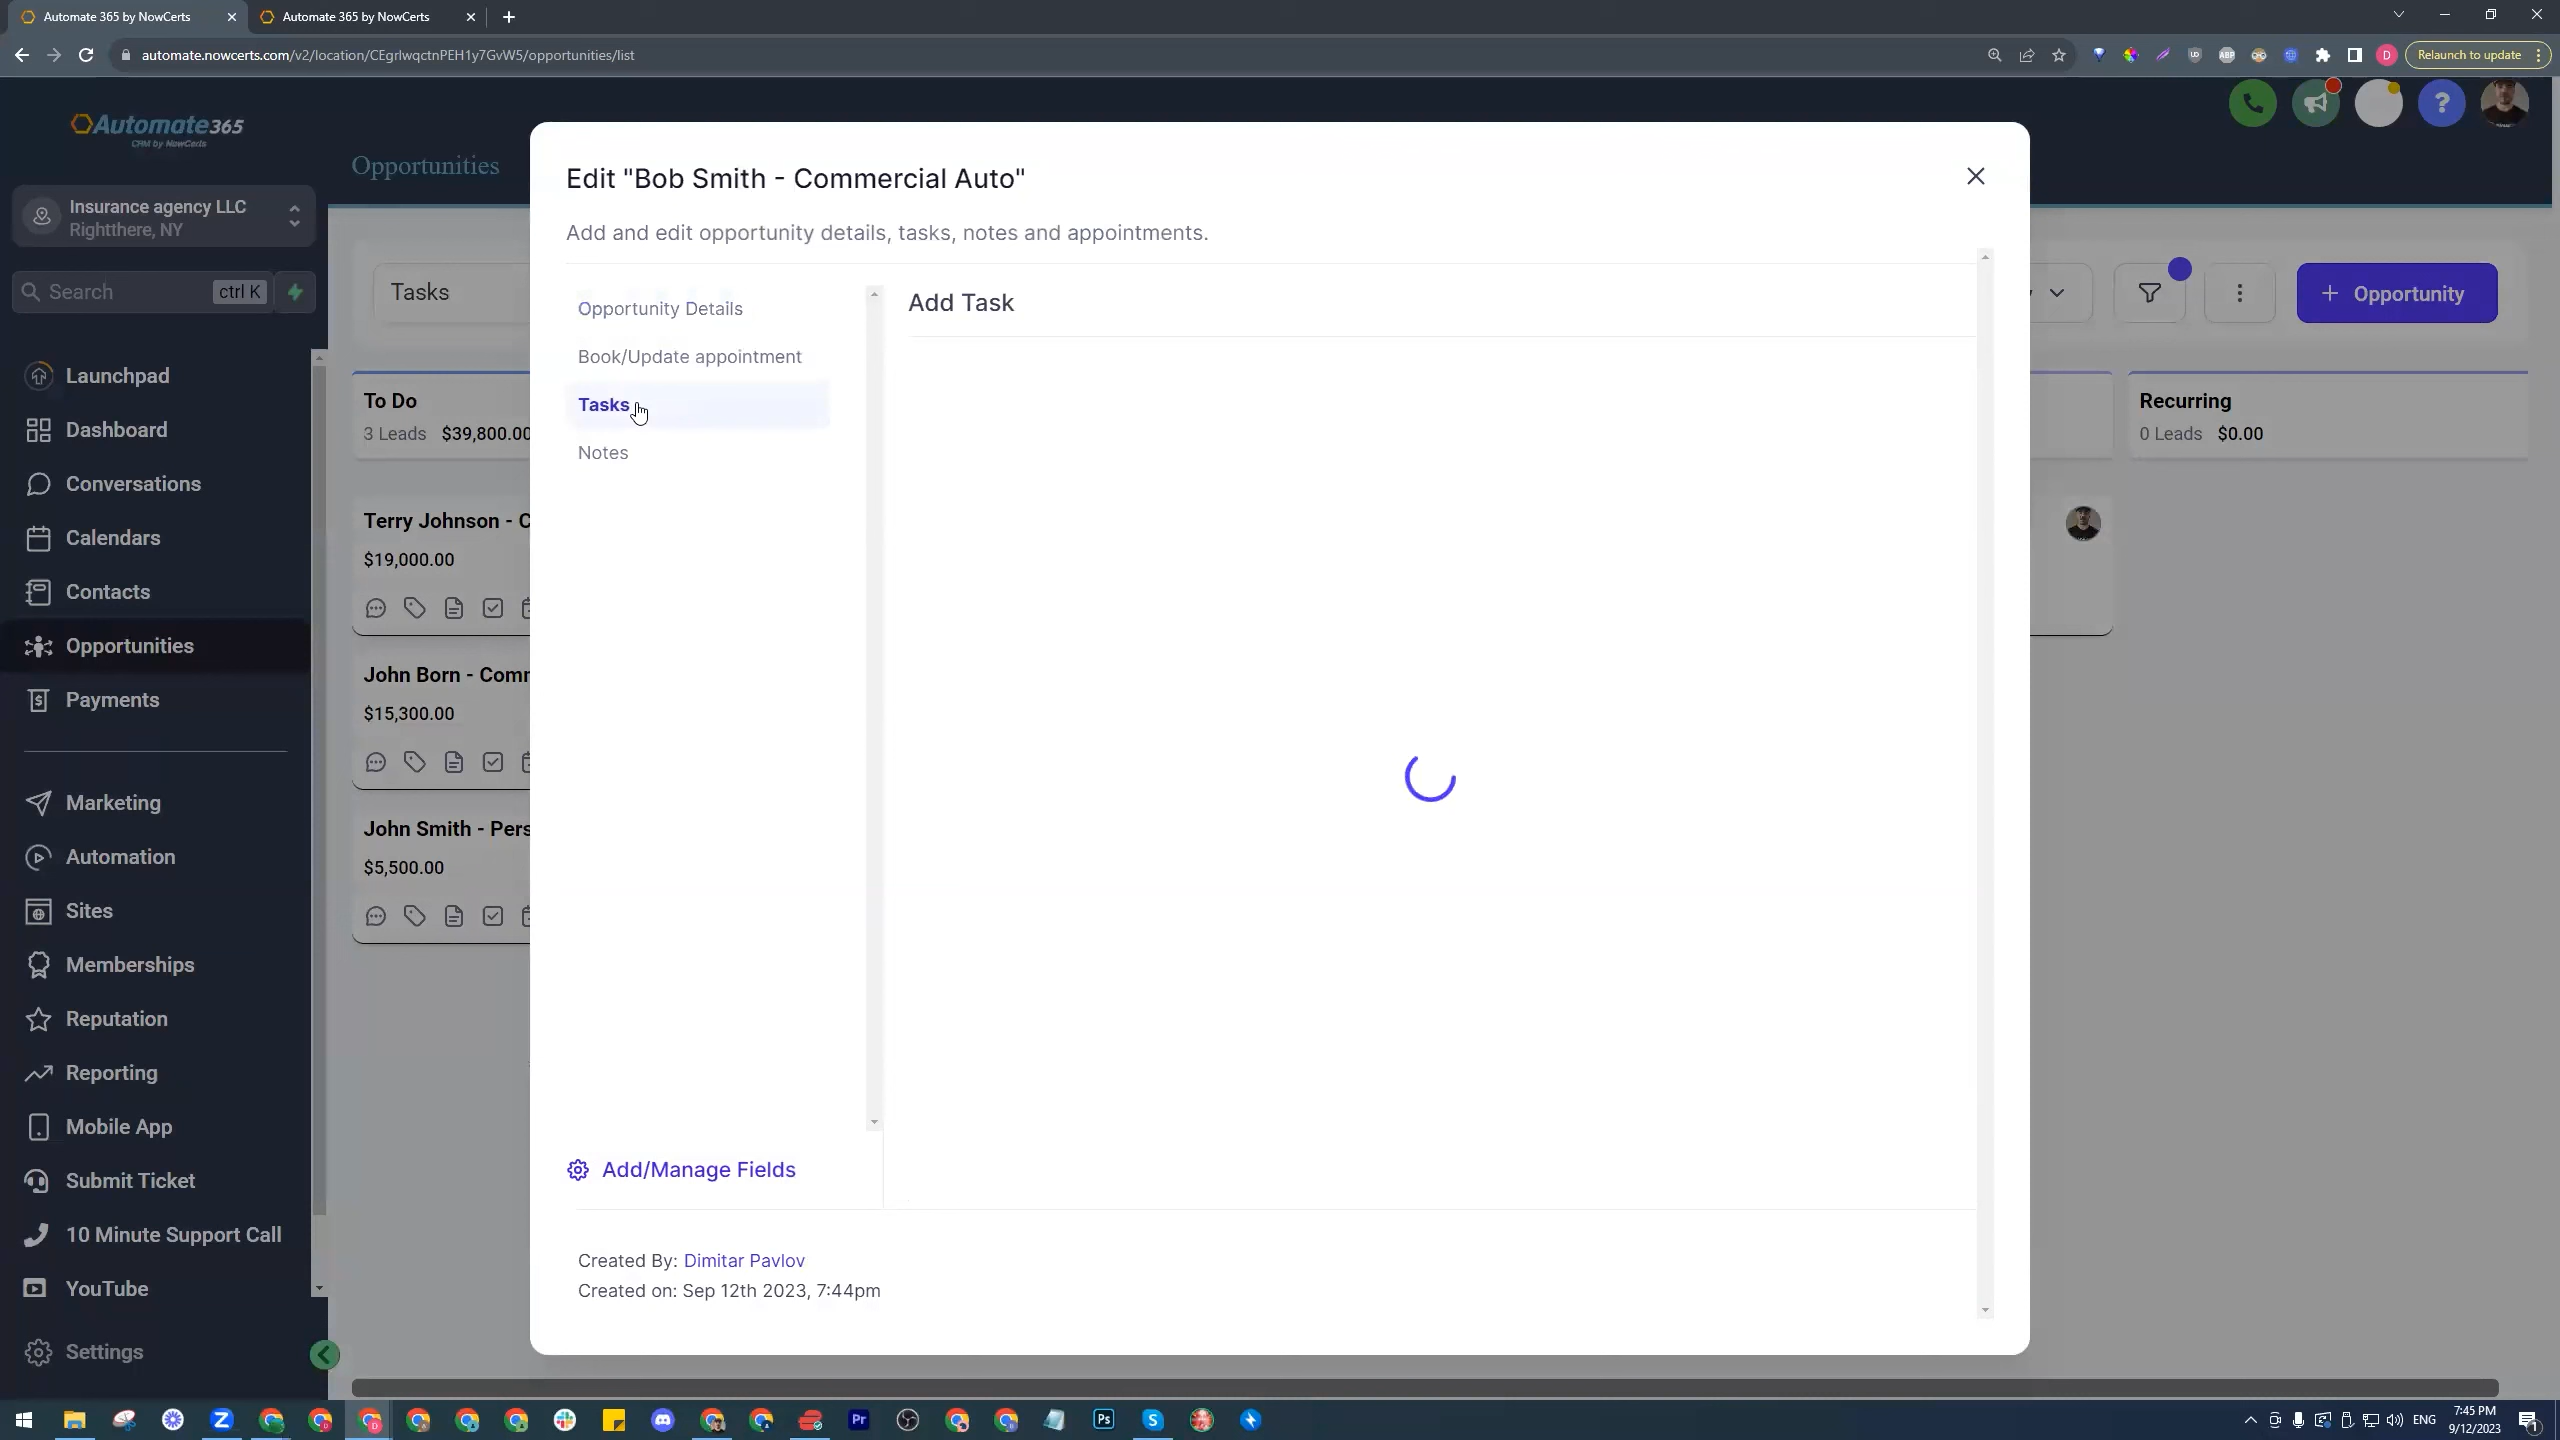 Automate 365 by NowCerts
Automate 365 by NowCerts
automate.nowcerts.com/v2/location/CEgrlwqctnPEH1y7GvW5/opportunities/list
Relaunch to update
Automate365
CRM by NowCerts
Opportunities
Insurance agency LLC
Rightthere, NY
Search
ctrl K
Launchpad
Dashboard
Conversations
Calendars
Contacts
Opportunities
Payments
Marketing
Automation
Sites
Memberships
Reputation
Reporting
Mobile App
Submit Ticket
10 Minute Support Call
YouTube
Settings
Tasks
To Do
3 Leads $39,800.00
Terry Johnson - C
$19,000.00
John Born - Comm
$15,300.00
John Smith - Pers
$5,500.00
Edit "Bob Smith - Commercial Auto"
Add and edit opportunity details, tasks, notes and appointments.
Opportunity Details
Book/Update appointment
Tasks
Notes
Add Task
Add/Manage Fields
Created By: Dimitar Pavlov
Created on: Sep 12th 2023, 7:44pm
+ Opportunity
Recurring
0 Leads $0.00
ENG
7:45 PM
9/12/2023